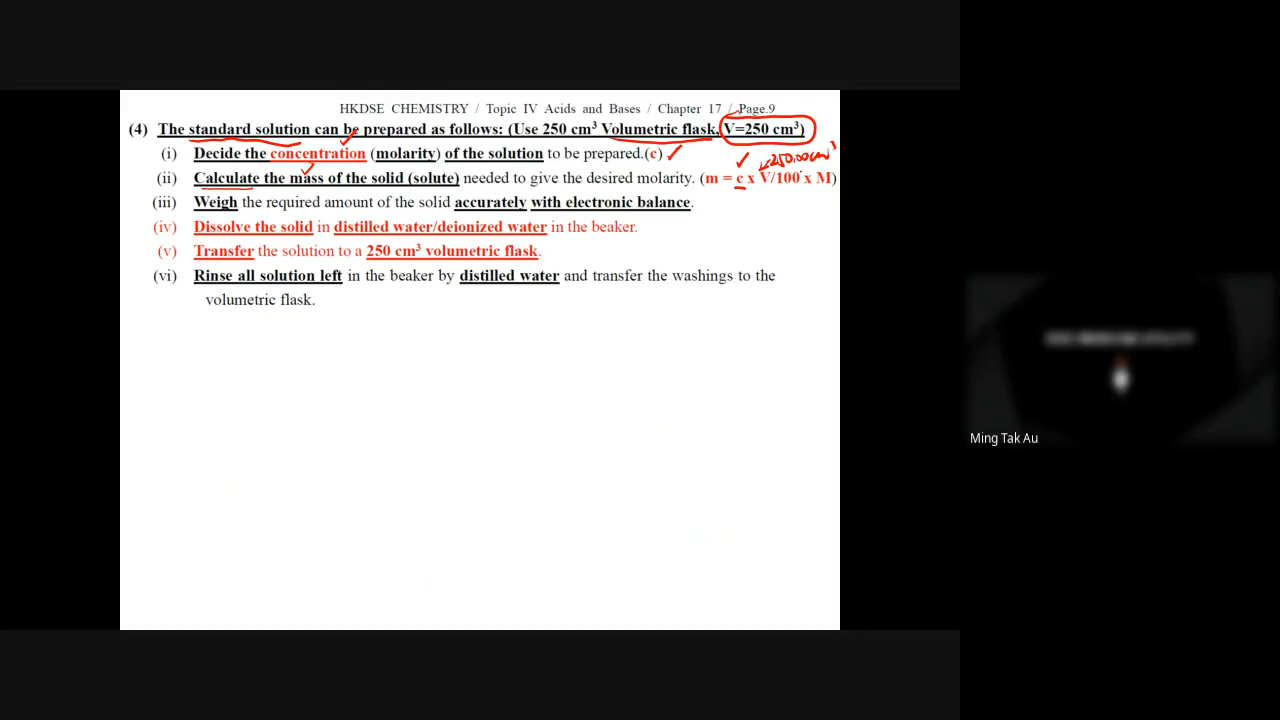 HKDSE CHEMISTRY / Topic IV Acids and Bases / Chapter 17 / Page.9
(4) The standard solution can be prepared as follows: (Use 250 cm³ Volumetric flask, V=250 cm³)
250.00cm³
(i) Decide the concentration (molarity) of the solution to be prepared.(c)
(ii) Calculate the mass of the solid (solute) needed to give the desired molarity. (m = c x V/100 x M)
(iii) Weigh the required amount of the solid accurately with electronic balance.
(iv) Dissolve the solid in distilled water/deionized water in the beaker.
(v) Transfer the solution to a 250 cm³ volumetric flask.
(vi) Rinse all solution left in the beaker by distilled water and transfer the washings to the
volumetric flask.
Ming Tak Au